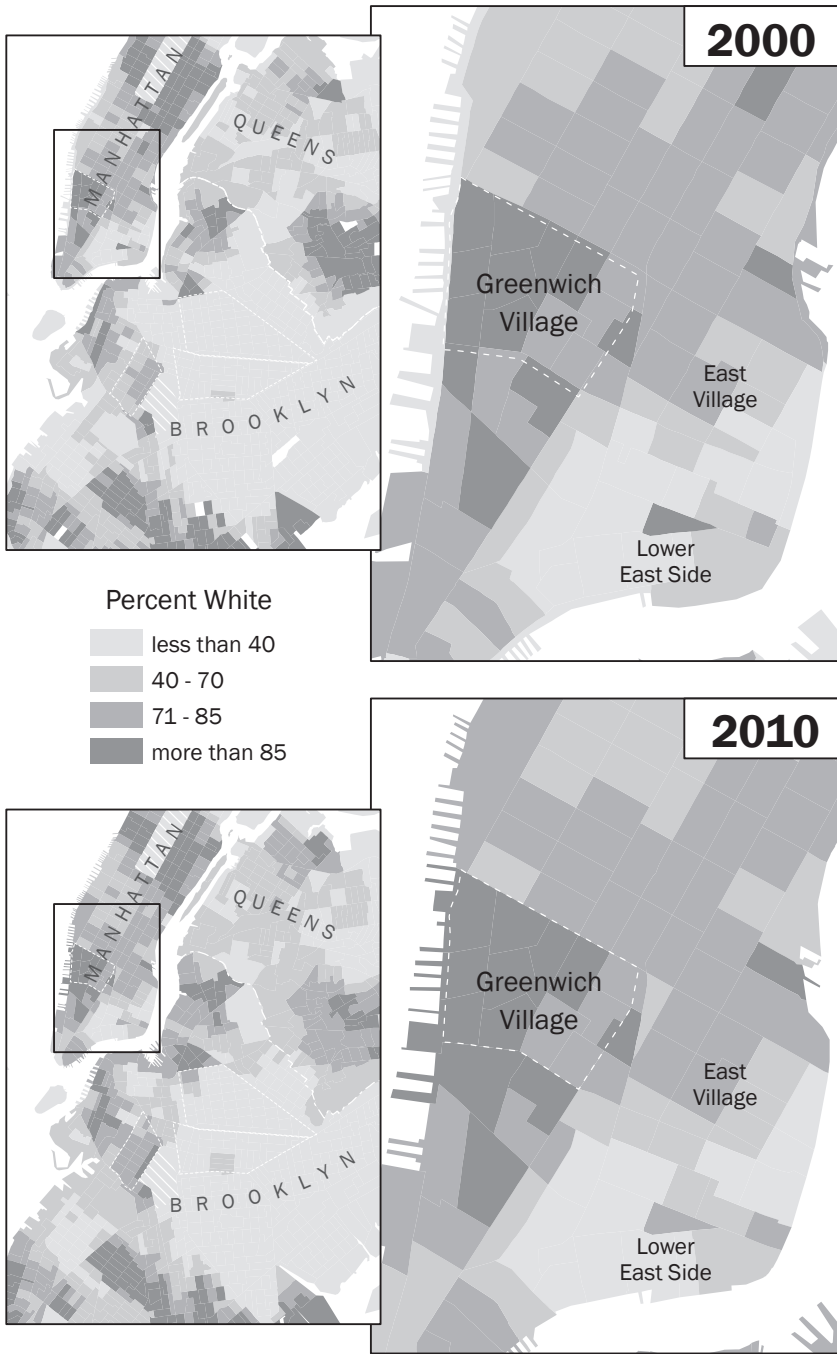 2000
MANHATTAN
QUEENS
BROOKLYN
Greenwich
Village
East
Village
Lower
East Side
Percent White
less than 40
40 - 70
71 - 85
more than 85
2010
MANHATTAN
QUEENS
BROOKLYN
Greenwich
Village
East
Village
Lower
East Side